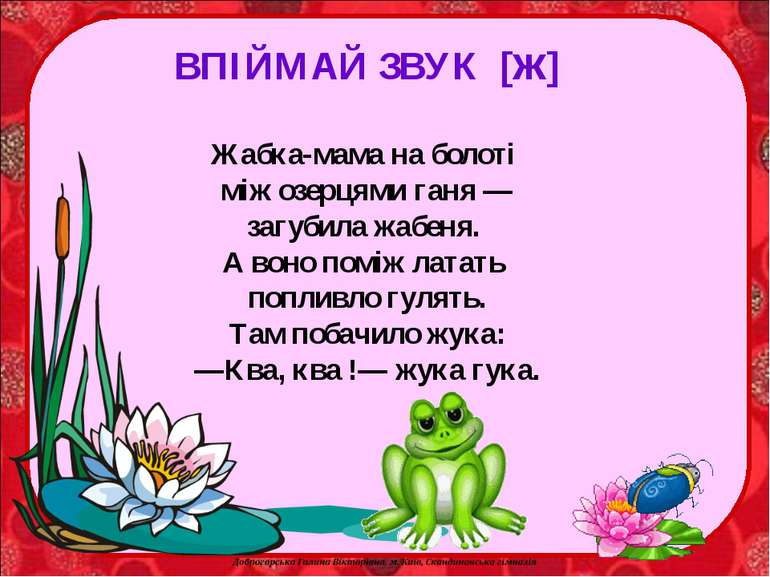 ВПІЙМАЙ ЗВУК [ж]
Жабка-мама на болоті
між озерцями ганя —
загубила жабеня.
А воно поміж латать
попливло гулять.
Там побачило жука:
—Ква, ква !— жука гука.
Доброгорська Галина Вікторівна, м. Київ, Скандинавська гімназія